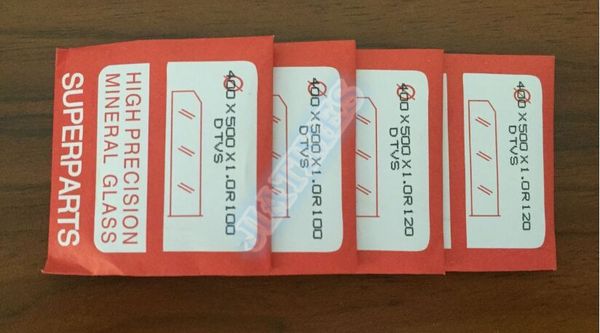 SUPERPARTS
HIGH PRECISION
MINERAL GLASS
400X500X1.0R100
DTVS
400X500X1.0R100
DTVS
400X500X1.0R120
DTVS
400X500X1.0R120
DTVS